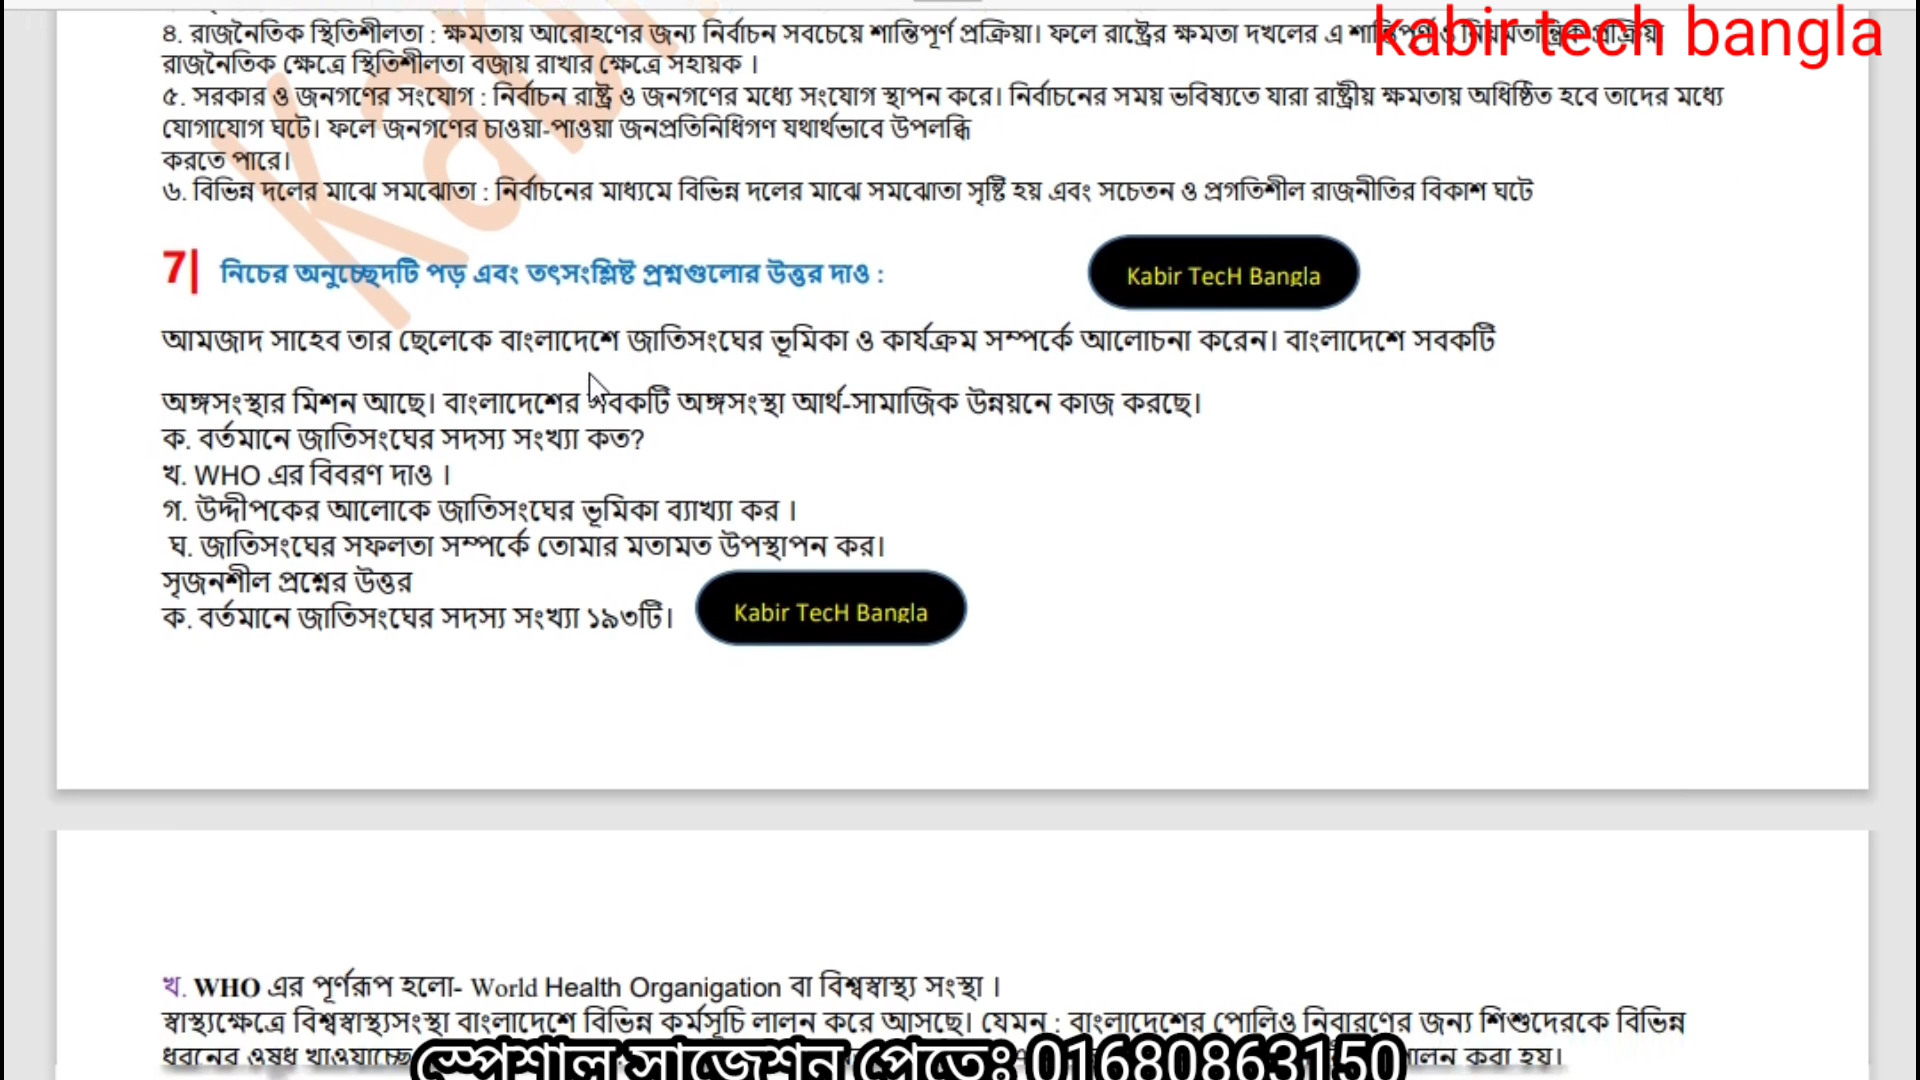 kabir tech bangla
৪. রাজনৈতিক স্থিতিশীলতা : ক্ষমতায় আরোহণের জন্য নির্বাচন সবচেয়ে শান্তিপূর্ণ প্রক্রিয়া। ফলে রাষ্ট্রের ক্ষমতা দখলের এ শান্তিপূর্ণ ও নিয়মতান্ত্রিক প্রক্রিয়া
রাজনৈতিক ক্ষেত্রে স্থিতিশীলতা বজায় রাখার ক্ষেত্রে সহায়ক ।
৫. সরকার ও জনগণের সংযোগ : নির্বাচন রাষ্ট্র ও জনগণের মধ্যে সংযোগ স্থাপন করে। নির্বাচনের সময় ভবিষ্যতে যারা রাষ্ট্রীয় ক্ষমতায় অধিষ্ঠিত হবে তাদের মধ্যে
যোগাযোগ ঘটে। ফলে জনগণের চাওয়া-পাওয়া জনপ্রতিনিধিগণ যথার্থভাবে উপলব্ধি
করতে পারে।
৬. বিভিন্ন দলের মাঝে সমঝোতা : নির্বাচনের মাধ্যমে বিভিন্ন দলের মাঝে সমঝোতা সৃষ্টি হয় এবং সচেতন ও প্রগতিশীল রাজনীতির বিকাশ ঘটে
7| নিচের অনুচ্ছেদটি পড় এবং তৎসংশ্লিষ্ট প্রশ্নগুলোর উত্তর দাও :
Kabir TecH Bangla
আমজাদ সাহেব তার ছেলেকে বাংলাদেশে জাতিসংঘের ভূমিকা ও কার্যক্রম সম্পর্কে আলোচনা করেন। বাংলাদেশে সবকটি
অঙ্গসংস্থার মিশন আছে। বাংলাদেশের সবকটি অঙ্গসংস্থা আর্থ-সামাজিক উন্নয়নে কাজ করছে।
ক. বর্তমানে জাতিসংঘের সদস্য সংখ্যা কত?
খ. WHO এর বিবরণ দাও ।
গ. উদ্দীপকের আলোকে জাতিসংঘের ভূমিকা ব্যাখ্যা কর ।
ঘ. জাতিসংঘের সফলতা সম্পর্কে তোমার মতামত উপস্থাপন কর।
সৃজনশীল প্রশ্নের উত্তর
ক. বর্তমানে জাতিসংঘের সদস্য সংখ্যা ১৯৩টি।
Kabir TecH Bangla
খ. WHO এর পূর্ণরূপ হলো- World Health Organigation বা বিশ্বস্বাস্থ্য সংস্থা ।
স্বাস্থ্যক্ষেত্রে বিশ্বস্বাস্থ্যসংস্থা বাংলাদেশে বিভিন্ন কর্মসূচি লালন করে আসছে। যেমন : বাংলাদেশের পোলিও নিবারণের জন্য শিশুদেরকে বিভিন্ন
ধরনের ঔষধ খাওয়াচ্ছে করা হয়।
স্পেশাল সাজেশন পেতেঃ 01680863150